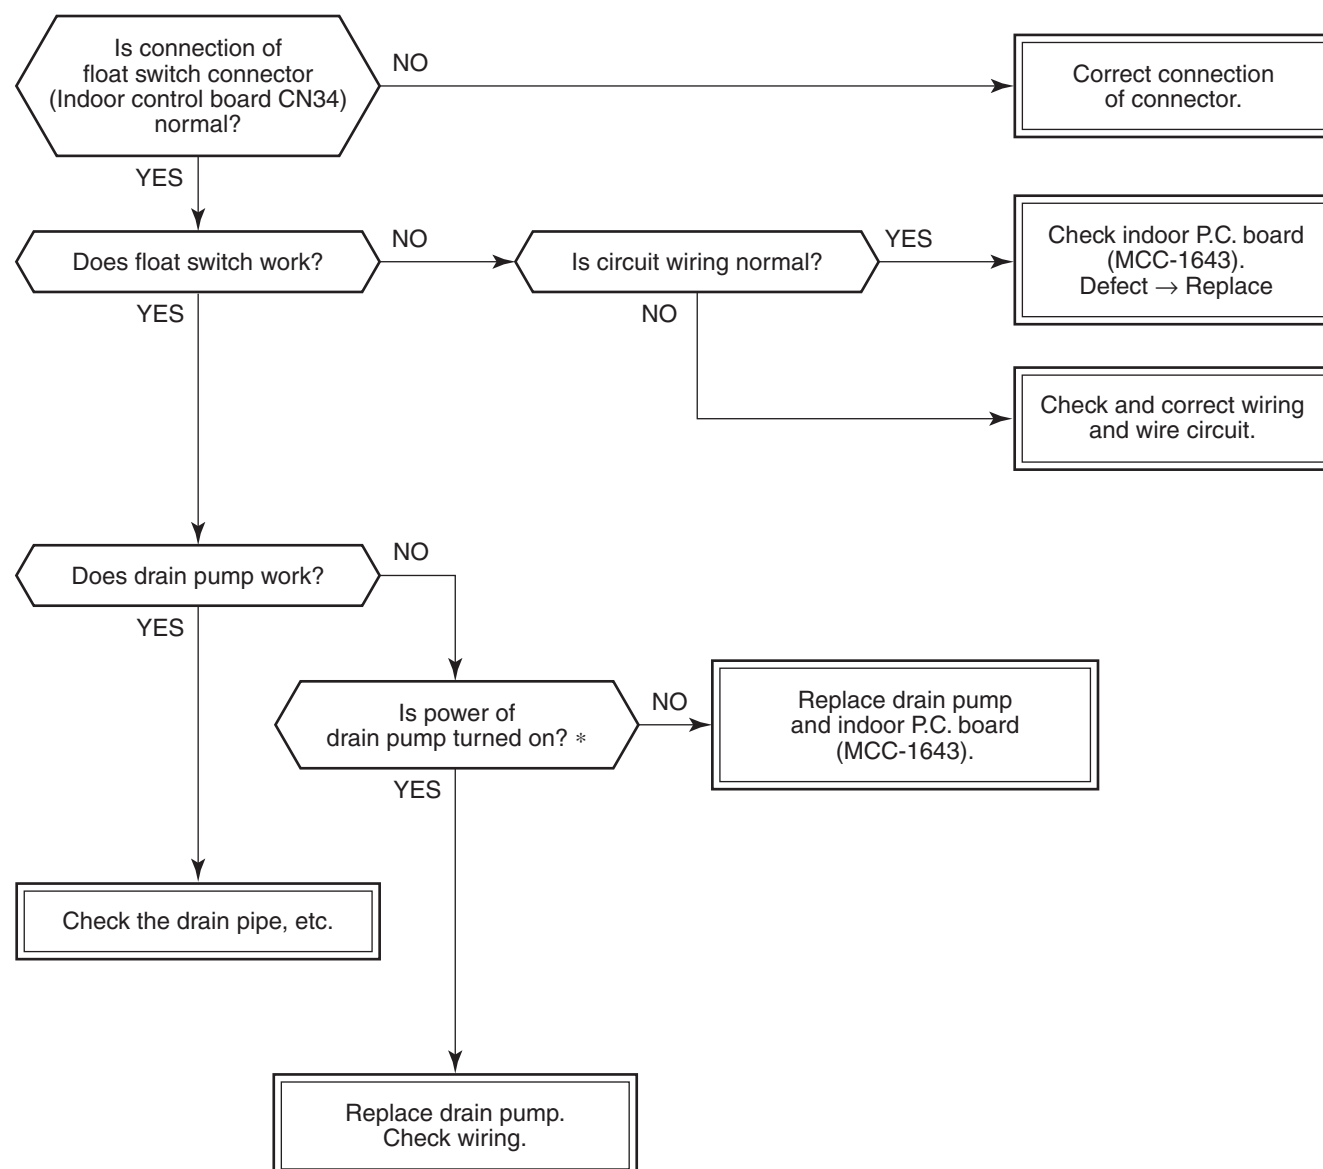 Is connection of
float switch connector
(Indoor control board CN34)
normal?
NO
Correct connection
of connector.
YES
Does float switch work?
NO
Is circuit wiring normal?
YES
Check indoor P.C. board
(MCC-1643).
Defect → Replace
YES
NO
Check and correct wiring
and wire circuit.
Does drain pump work?
NO
YES
Is power of
drain pump turned on? *
NO
Replace drain pump
and indoor P.C. board
(MCC-1643).
YES
Check the drain pipe, etc.
Replace drain pump.
Check wiring.